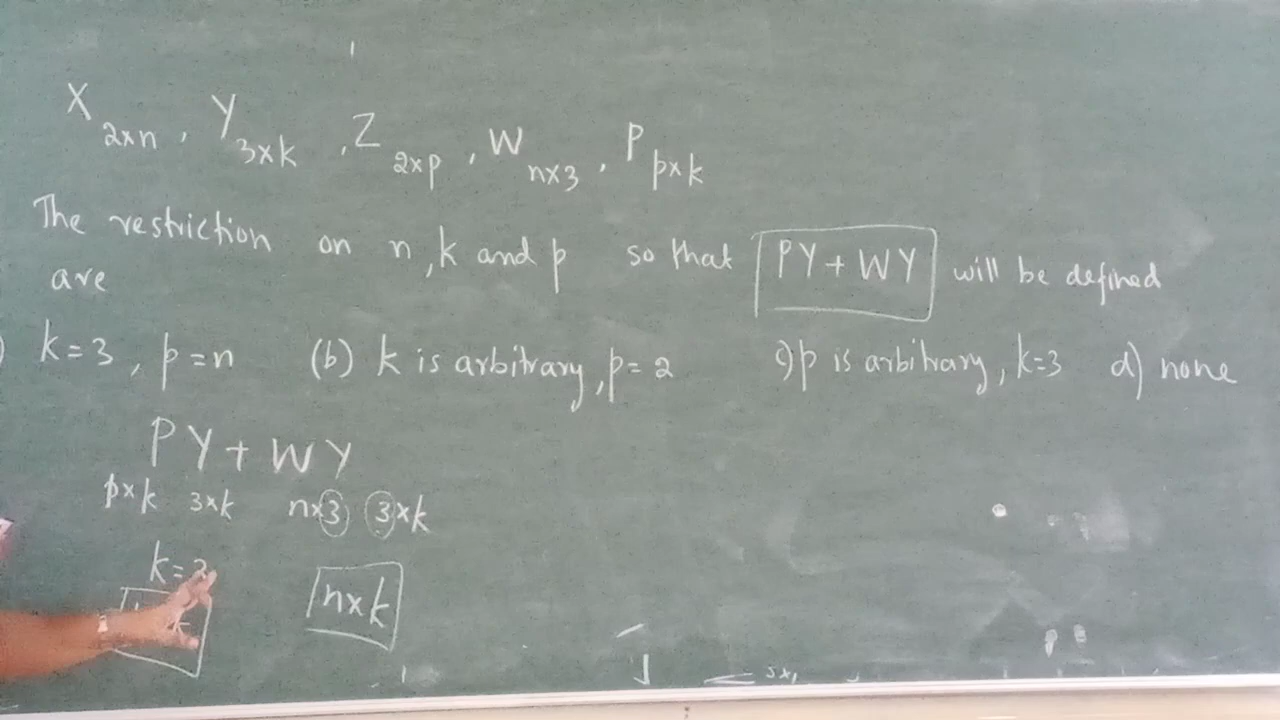 X 2xn , Y 3xk , Z 2xp , W nx3 , P pxk
The restriction on n, k and p so that PY + WY will be defined
are
) k=3, p=n (b) k is arbitrary, p=2 c) p is arbitrary, k=3 d) none
PY + WY
pxk 3xk nx3 3xk
k=3
nxk